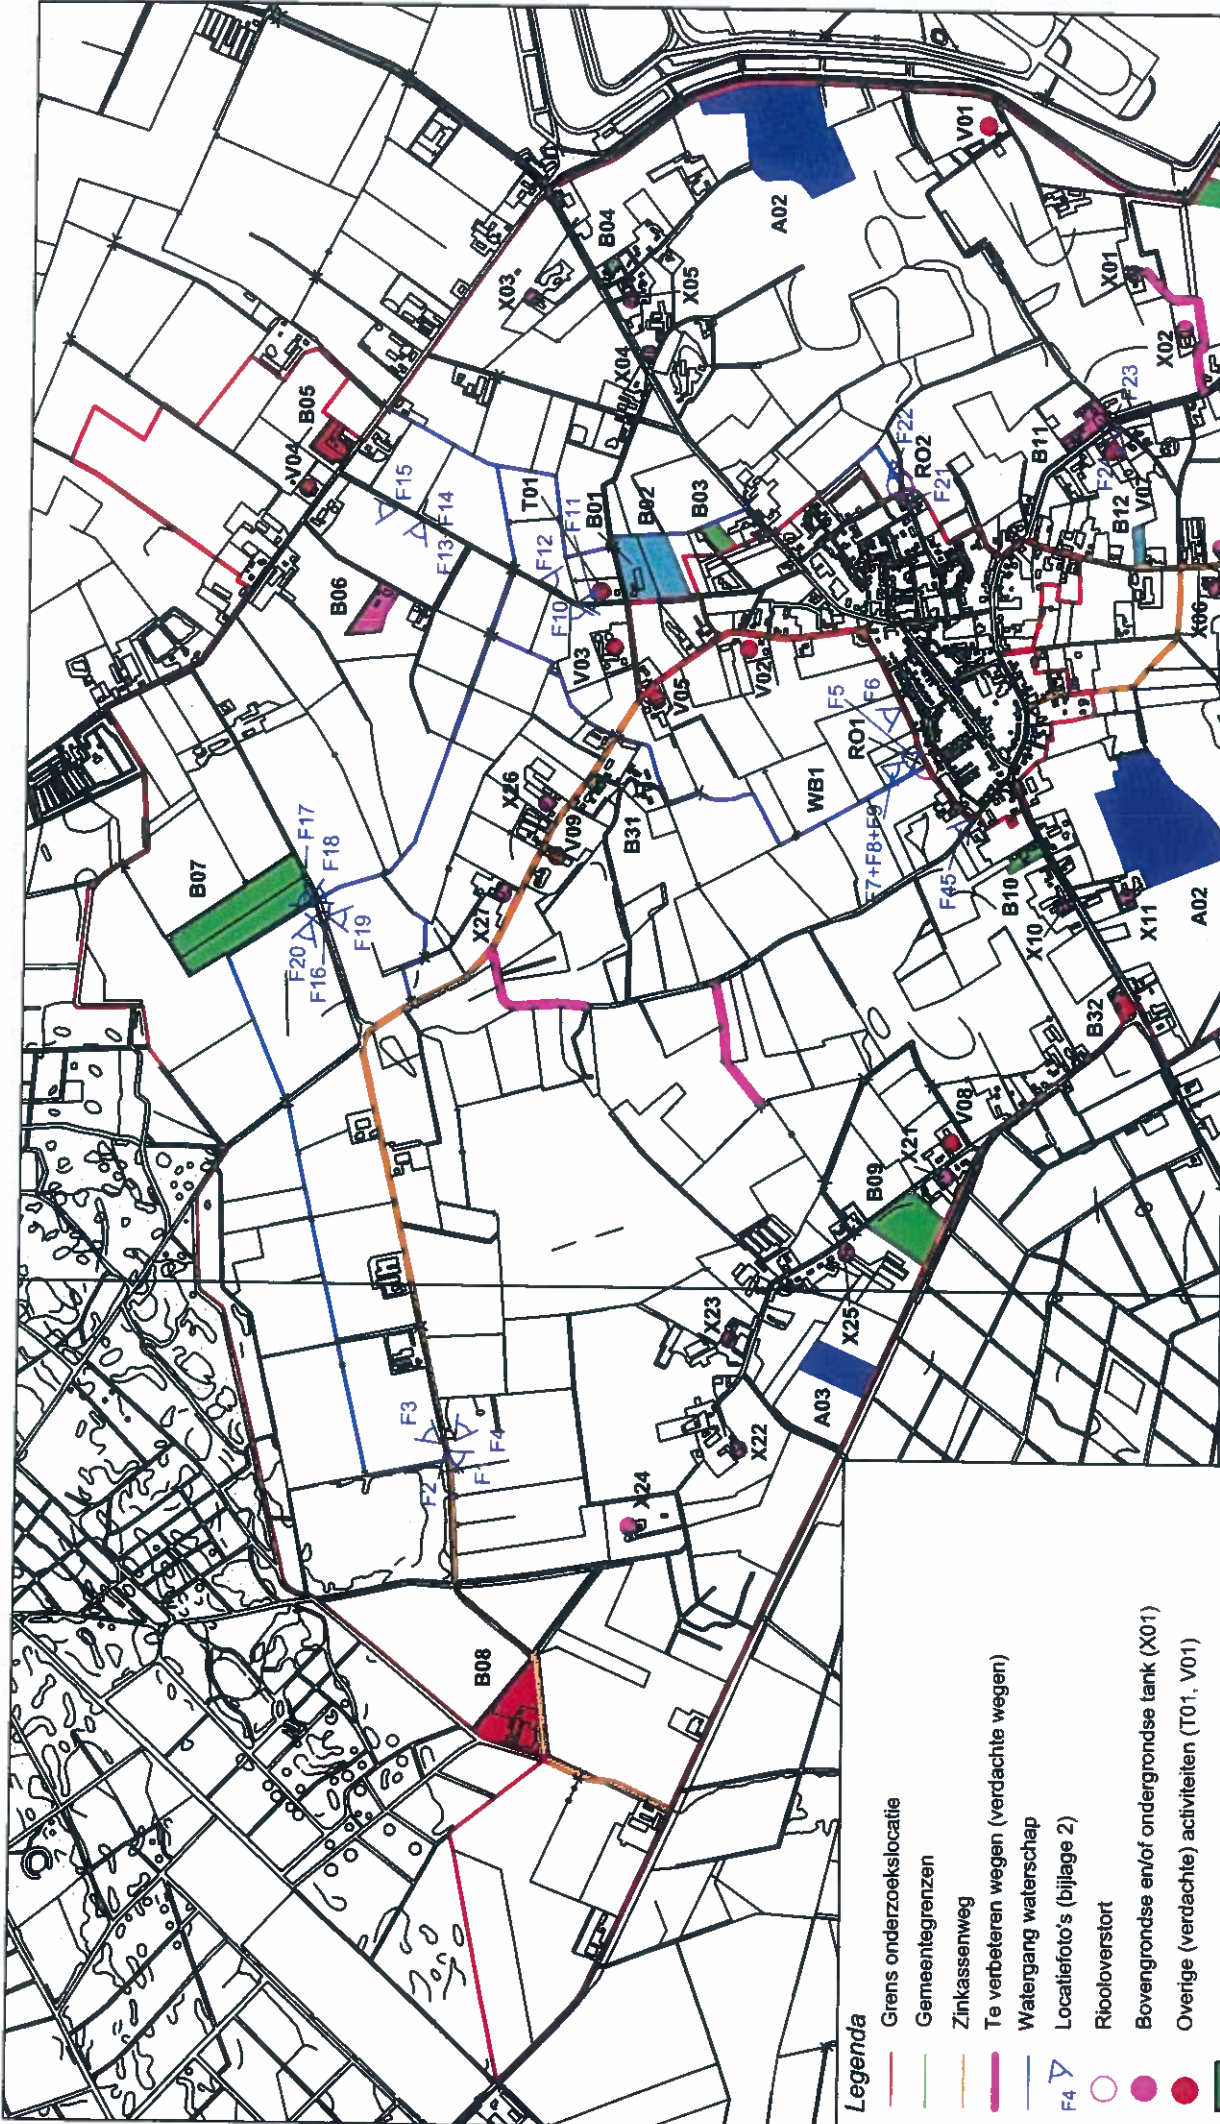 B05
V04
B06
B07
F17
F18
F19
F20
F16
F15
F14
F13
T01
F11
F12
B01
F10
B02
B03
V03
V05
V02
X03
B04
X05
X04
A02
V01
X01
X02
F23
B11
V07
B12
F22
RO2
F21
X06
X26
V09
B31
X27
WB1
RO1
F5
F6
F7+F8+F9
F45
B10
X10
X11
A02
B32
V08
X21
B09
X25
X23
X22
A03
X24
F3
F2
F4
B08
Legenda
Grens onderzoekslocatie
Gemeentegrenzen
Zinkassenweg
Te verbeteren wegen (verdachte wegen)
Watergang waterschap
F4 Locatiefoto's (bijlage 2)
Riooloverstort
Bovengrondse en/of ondergrondse tank (X01)
Overige (verdachte) activiteiten (T01, V01)